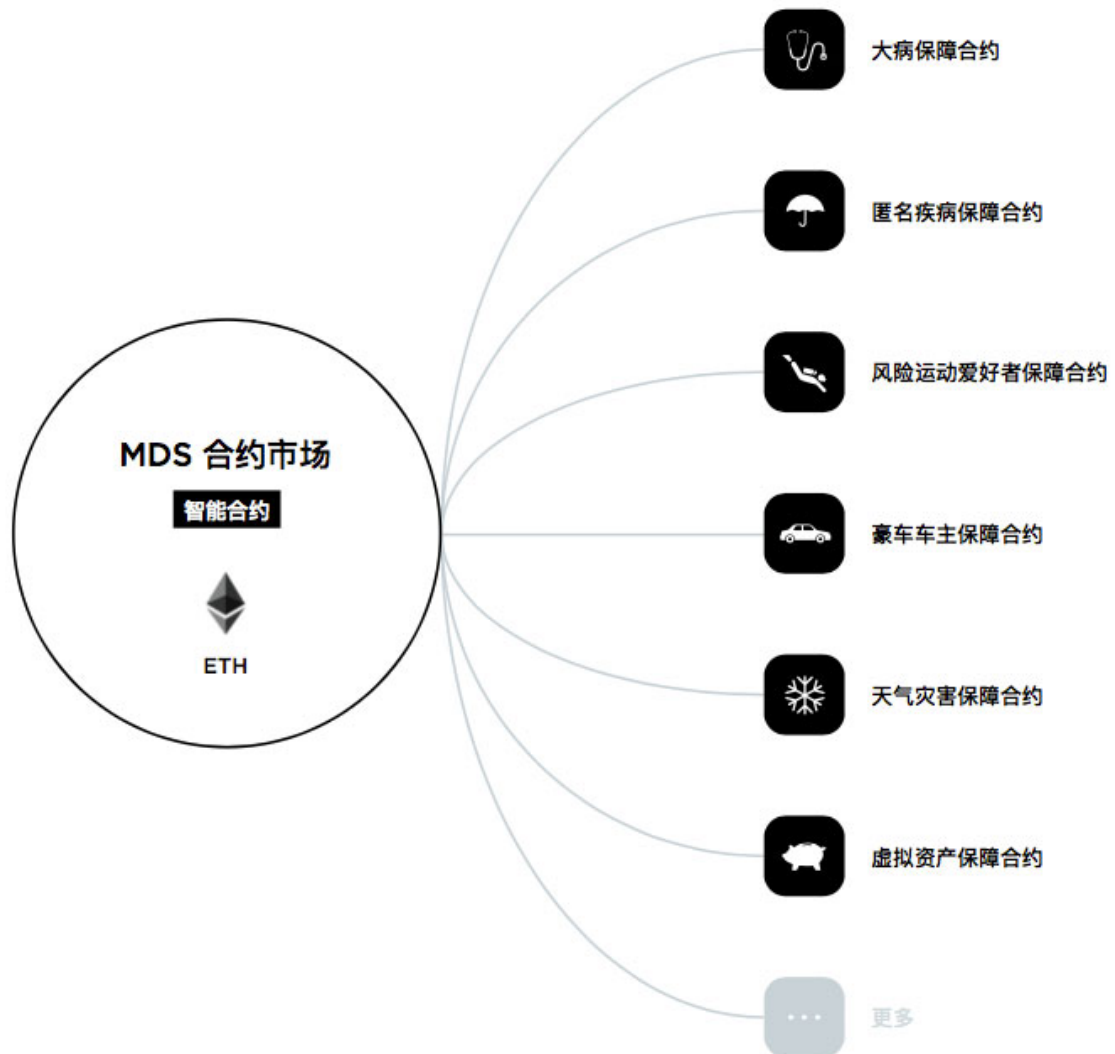 大病保障合约
匿名疾病保障合约
风险运动爱好者保障合约
MDS 合约市场
智能合约
豪车车主保障合约
ETH
天气灾害保障合约
虚拟资产保障合约
更多